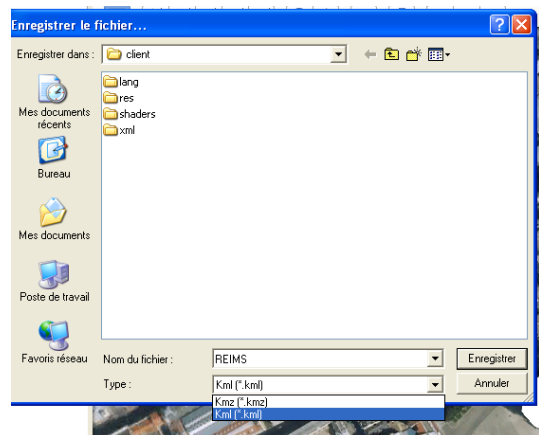 Enregistrer le fichier...
Enregistrer dans :
client
lang
res
shaders
xml
Mes documents
récents
Bureau
Mes documents
Poste de travail
Favoris réseau
Nom du fichier :
REIMS
Enregistrer
Type :
Kml (*.kml)
Annuler
Kmz (*.kmz)
Kml (*.kml)